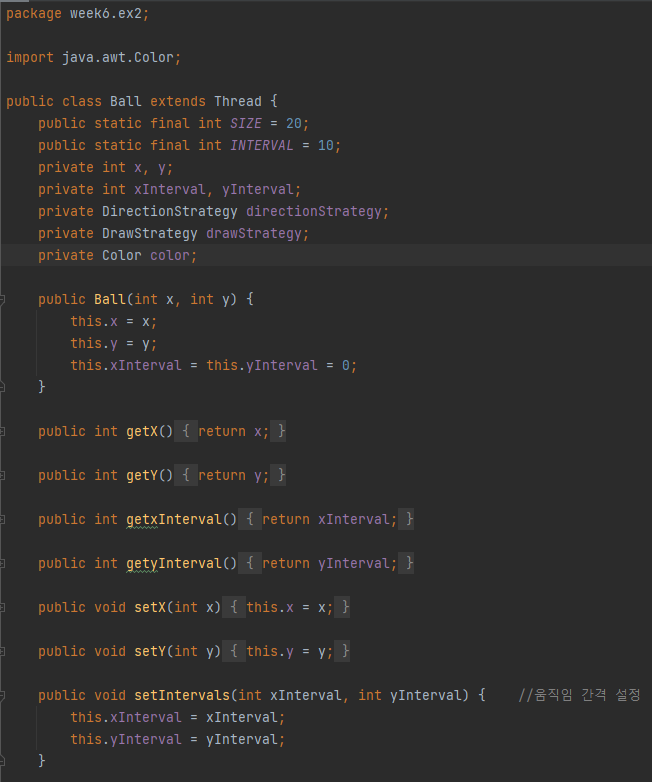 package week6.ex2;
import java.awt.Color;
public class Ball extends Thread {
public static final int SIZE = 20;
public static final int INTERVAL = 10;
private int x, y;
private int xInterval, yInterval;
private DirectionStrategy directionStrategy;
private DrawStrategy drawStrategy;
private Color color;
public Ball(int x, int y) {
this.x = x;
this.y = y;
this.xInterval = this.yInterval = 0;
}
public int getX() { return x; }
public int getY() { return y; }
public int getxInterval() { return xInterval; }
public int getyInterval() { return yInterval; }
public void setX(int x) { this.x = x; }
public void setY(int y) { this.y = y; }
public void setIntervals(int xInterval, int yInterval) { //움직임 간격 설정
this.xInterval = xInterval;
this.yInterval = yInterval;
}